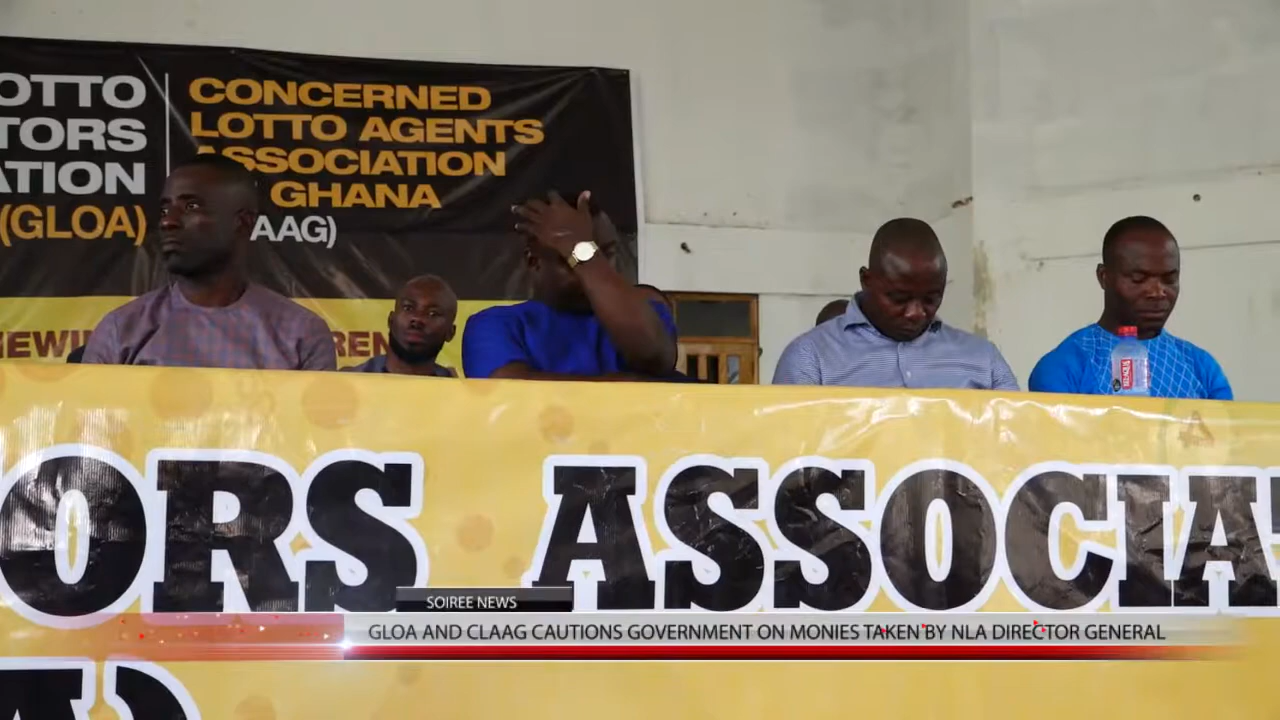 OTTO
TORS
ATION
(GLOA)
CONCERNED
LOTTO AGENTS
ASSOCIATION
GHANA
AAG)
ORS ASSOCIA
SOIREE NEWS
GLOA AND CLAAG CAUTIONS GOVERNMENT ON MONIES TAKEN BY NLA DIRECTOR GENERAL